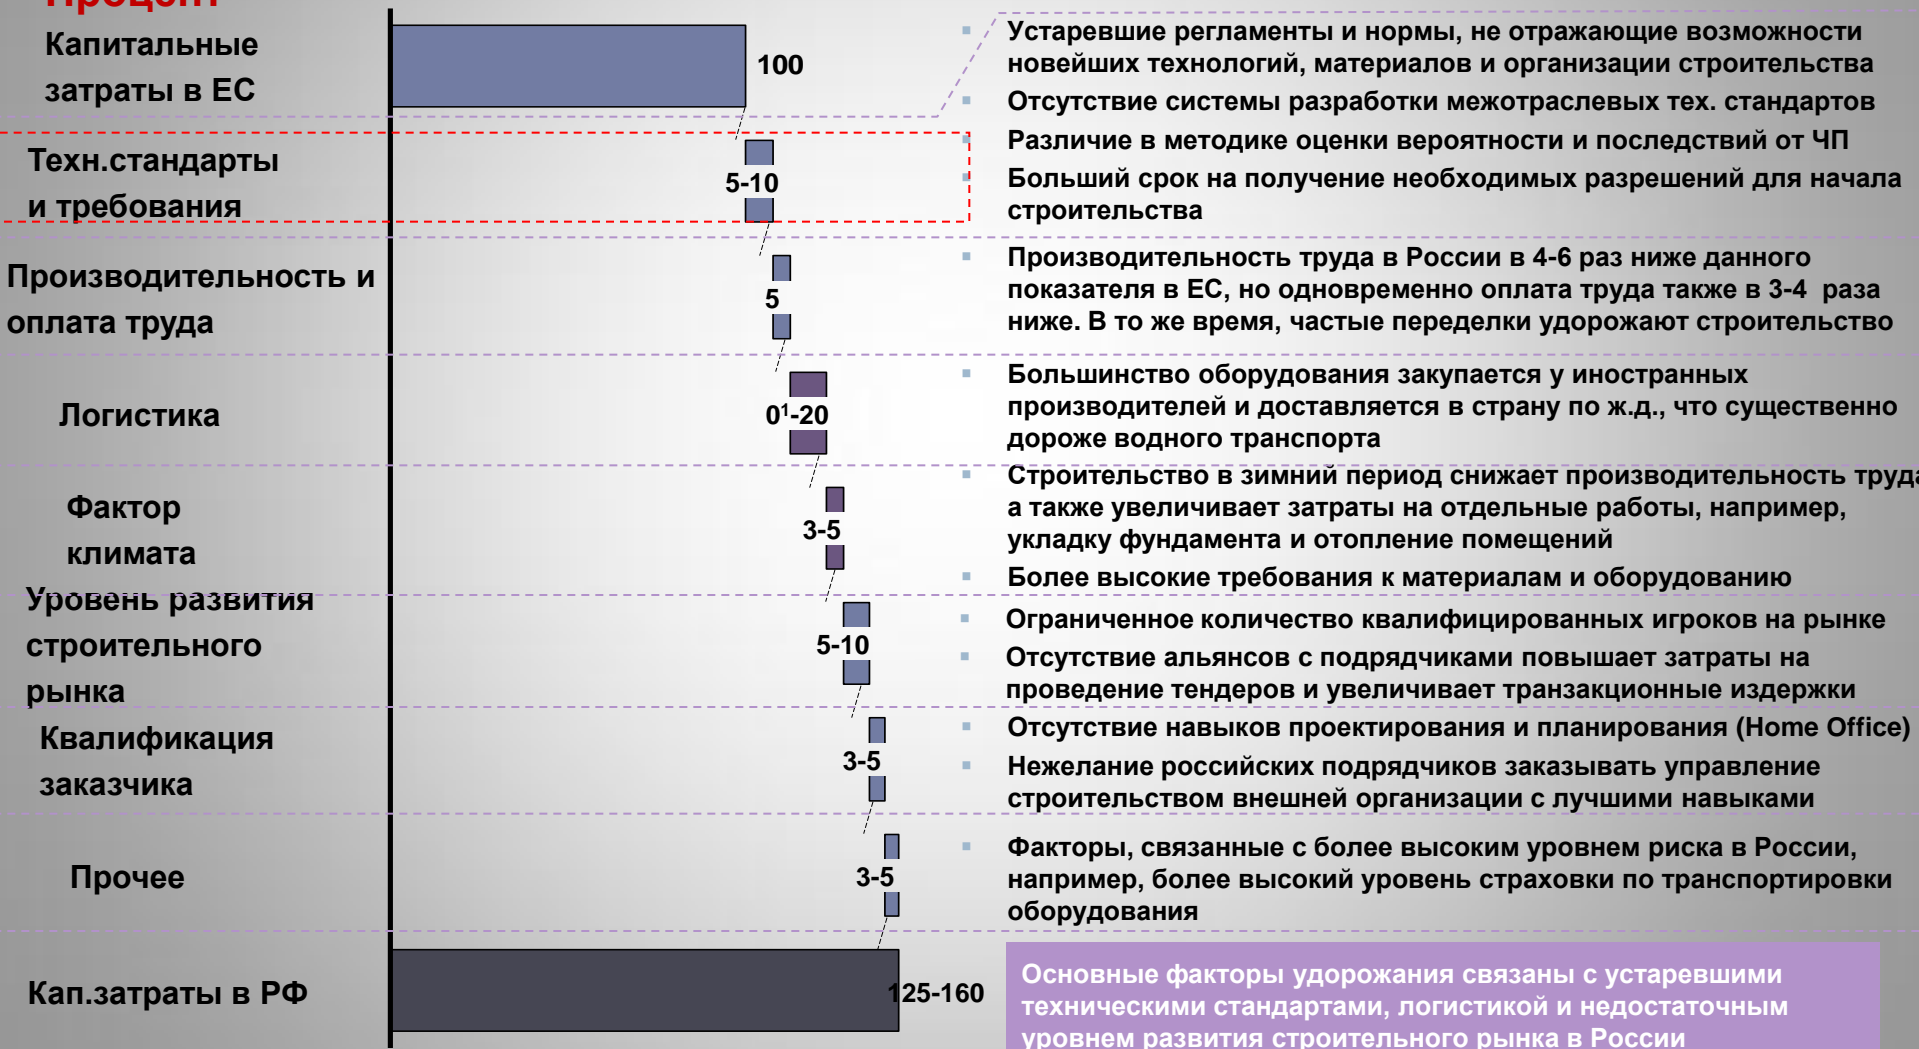 Процент
Капитальные
затраты в ЕС
100
Устаревшие регламенты и нормы, не отражающие возможности
новейших технологий, материалов и организации строительства
Отсутствие системы разработки межотраслевых тех. стандартов
Техн.стандарты
и требования
5-10
Различие в методике оценки вероятности и последствий от ЧП
Больший срок на получение необходимых разрешений для начала
строительства
Производительность и
оплата труда
5
Производительность труда в России в 4-6 раз ниже данного
показателя в ЕС, но одновременно оплата труда также в 3-4 раза
ниже. В то же время, частые переделки удорожают строительство
Логистика
0¹-20
Большинство оборудования закупается у иностранных
производителей и доставляется в страну по ж.д., что существенно
дороже водного транспорта
Фактор
климата
3-5
Строительство в зимний период снижает производительность труда
а также увеличивает затраты на отдельные работы, например,
укладку фундамента и отопление помещений
Более высокие требования к материалам и оборудованию
Уровень развития
строительного
рынка
5-10
Ограниченное количество квалифицированных игроков на рынке
Отсутствие альянсов с подрядчиками повышает затраты на
проведение тендеров и увеличивает транзакционные издержки
Квалификация
заказчика
3-5
Отсутствие навыков проектирования и планирования (Home Office)
Нежелание российских подрядчиков заказывать управление
строительством внешней организации с лучшими навыками
Прочее
3-5
Факторы, связанные с более высоким уровнем риска в России,
например, более высокий уровень страховки по транспортировки
оборудования
Кап.затраты в РФ
125-160
Основные факторы удорожания связаны с устаревшими
техническими стандартами, логистикой и недостаточным
уровнем развития строительного рынка в России